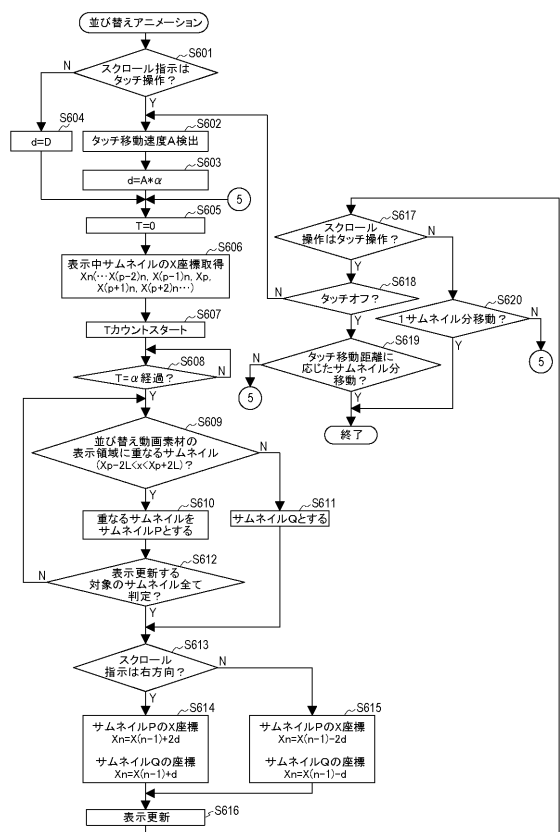 並び替えアニメーション
S601
スクロール指示は
タッチ操作？
N
Y
S604
d=D
S602
タッチ移動速度A検出
S603
d=A*α
5
S605
T=0
S606
表示中サムネイルのX座標取得
Xn(…X(p-2)n, X(p-1)n, Xp,
X(p+1)n, X(p+2)n…)
S607
Tカウントスタート
S608
T=α経過？
N
Y
S609
並び替え動画素材の
表示領域に重なるサムネイル
(Xp-2L<x<Xp+2L)？
N
Y
S610
重なるサムネイルを
サムネイルPとする
S611
サムネイルQとする
S612
表示更新する
対象のサムネイル全て
判定？
N
Y
S613
スクロール
指示は右方向？
N
Y
S614
サムネイルPのX座標
Xn=X(n-1)+2d
サムネイルQの座標
Xn=X(n-1)+d
S615
サムネイルPのX座標
Xn=X(n-1)-2d
サムネイルQの座標
Xn=X(n-1)-d
S616
表示更新
S617
スクロール
操作はタッチ操作？
N
Y
S618
タッチオフ？
N
Y
S620
1サムネイル分移動？
N
Y
5
S619
タッチ移動距離に
応じたサムネイル分
移動？
N
Y
5
終了